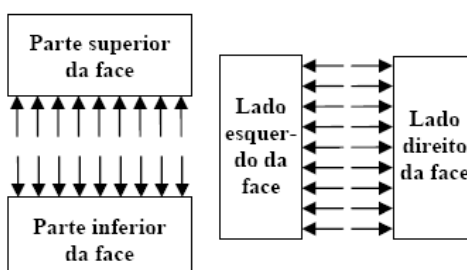 Parte superior
da face
Parte inferior
da face
Lado
esquer-
do da
face
Lado
direito
da face